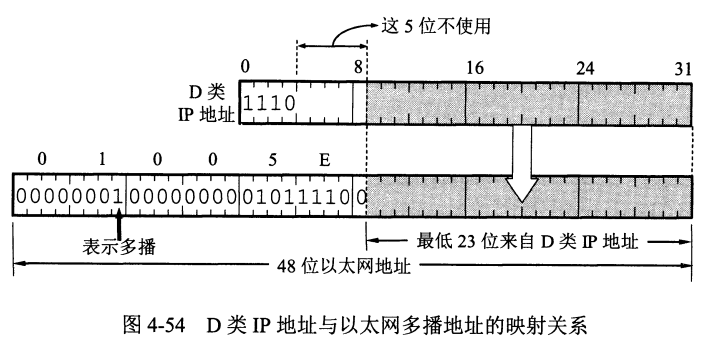 这 5 位不使用
0 8 16 24 31
D 类
IP 地址
1110
0 1 0 0 5 E
00000001 00000000 01011110 0
表示多播
最低 23 位来自 D 类 IP 地址
48 位以太网地址
图 4-54 D 类 IP 地址与以太网多播地址的映射关系